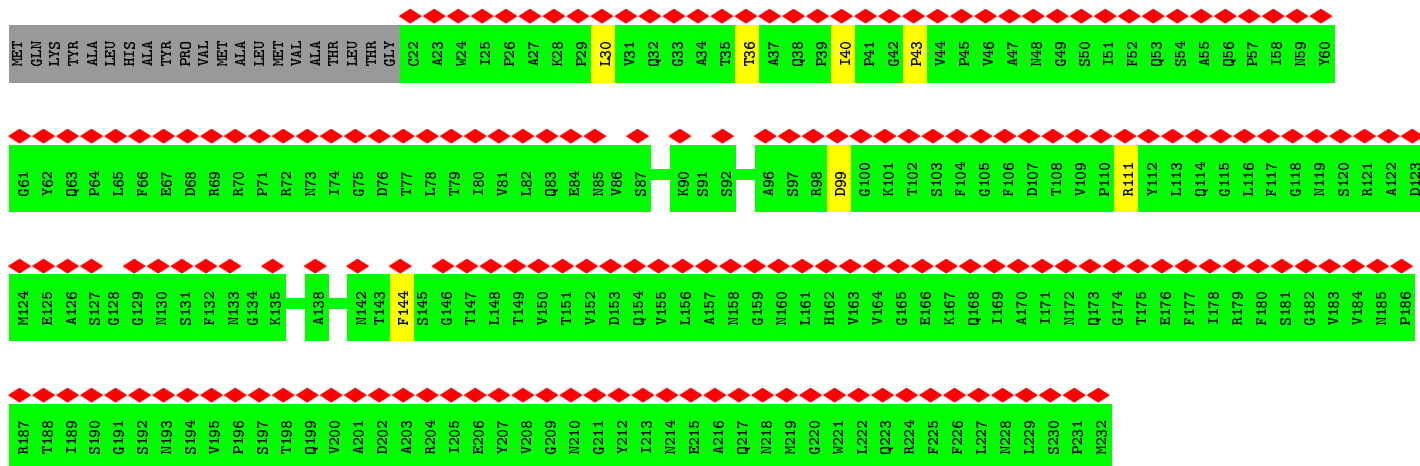 MET GLN LYS TYR ALA LEU HIS ALA TYR PRO VAL MET ALA LEU MET VAL ALA THR LEU THR GLY C22 A23 W24 I25 P26 A27 K28 P29 L30 V31 Q32 G33 A34 T35 T36 A37 Q38 P39 I40 P41 G42 P43 V44 P45 V46 A47 N48 G49 S50 I51 F52 Q53 S54 A55 Q56 P57 I58 N59 Y60
G61 Y62 Q63 P64 L65 F66 E67 D68 R69 R70 P71 R72 N73 I74 G75 D76 T77 L78 T79 I80 V81 L82 Q83 E84 N85 V86 S87 K90 S91 S92 A96 S97 R98 D99 G100 K101 T102 S103 F104 G105 F106 D107 T108 V109 P110 R111 Y112 L113 Q114 G115 L116 F117 G118 N119 S120 R121 A122 D123
M124 E125 A126 S127 G128 G129 N130 S131 F132 N133 G134 K135 A138 N142 T143 F144 S145 G146 T147 L148 T149 V150 T151 V152 D153 Q154 V155 L156 A157 N158 G159 N160 L161 H162 V163 V164 G165 E166 K167 Q168 I169 A170 I171 N172 Q173 G174 T175 E176 F177 I178 R179 F180 S181 G182 V183 V184 N185 P186
R187 T188 I189 S190 G191 S192 N193 S194 V195 P196 S197 T198 Q199 V200 A201 D202 A203 R204 I205 E206 Y207 V208 G209 N210 G211 Y212 I213 N214 E215 A216 Q217 N218 M219 G220 W221 L222 Q223 R224 F225 F226 L227 N228 L229 S230 P231 M232